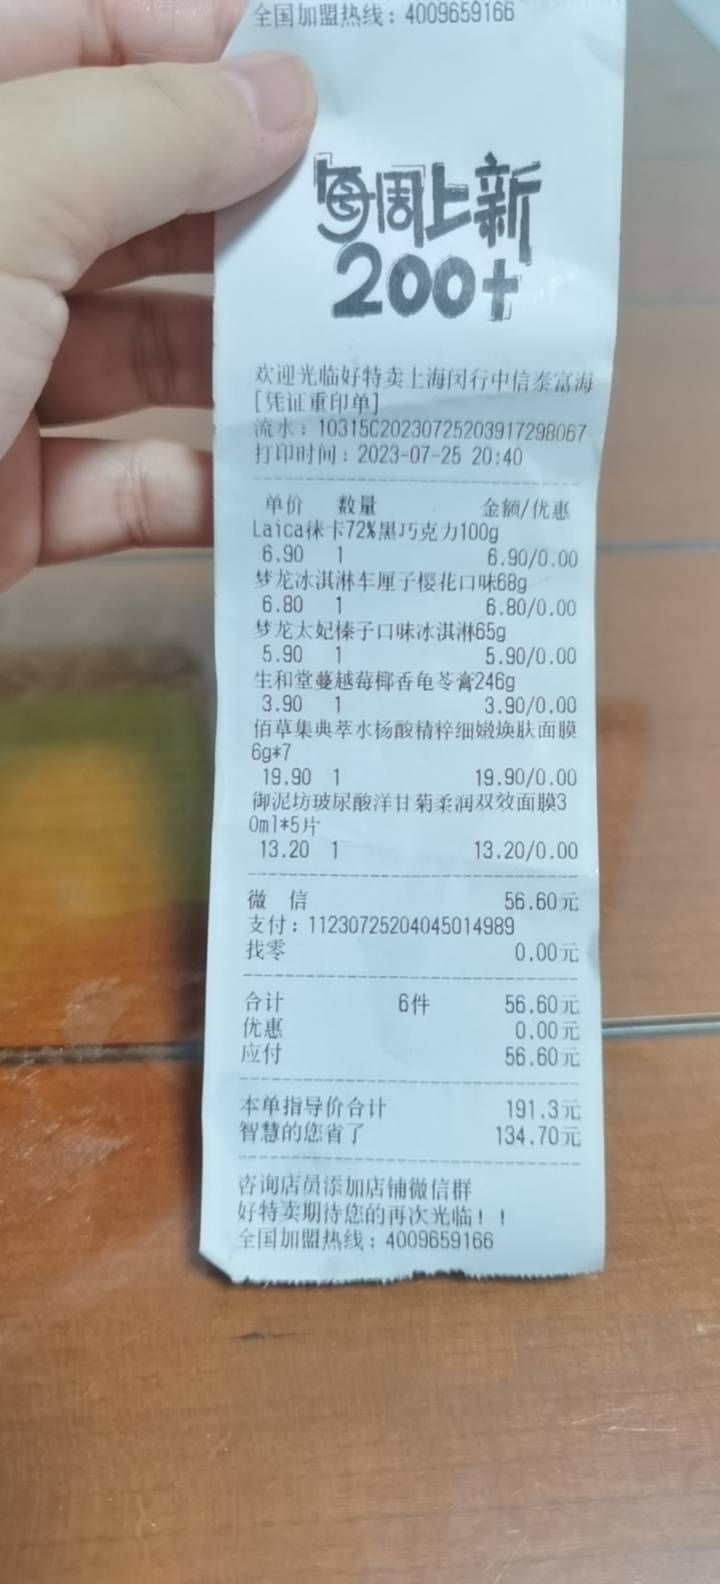 全国加盟热线：4009659166
每周上新
200+
欢迎光临好特卖上海闵行中信泰富海
[凭证重印单]
流水：10315C20230725203917298067
打印时间：2023-07-25 20:40
单价 数量 金额/优惠
Laica徕卡72%黑巧克力100g
6.90 1 6.90/0.00
梦龙冰淇淋车厘子樱花口味68g
6.80 1 6.80/0.00
梦龙太妃榛子口味冰淇淋65g
5.90 1 5.90/0.00
生和堂蔓越莓椰香龟苓膏246g
3.90 1 3.90/0.00
佰草集典萃水杨酸精粹细嫩焕肤面膜
6g*7
19.90 1 19.90/0.00
御泥坊玻尿酸洋甘菊柔润双效面膜3
0ml*5片
13.20 1 13.20/0.00
微 信 56.60元
支付：11230725204045014989
找零 0.00元
合计 6件 56.60元
优惠 0.00元
应付 56.60元
本单指导价合计 191.3元
智慧的您省了 134.70元
咨询店员添加店铺微信群
好特卖期待您的再次光临！！
全国加盟热线：4009659166